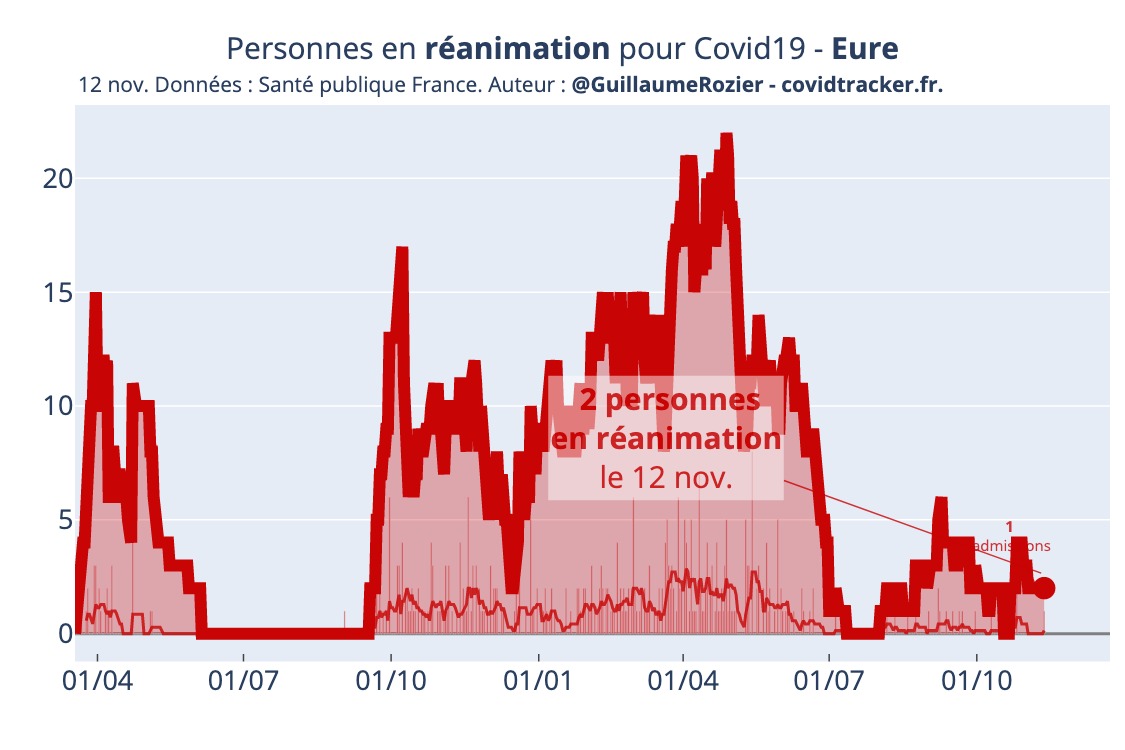 Personnes en réanimation pour Covid19 - Eure
12 nov. Données : Santé publique France. Auteur : @GuillaumeRozier - covidtracker.fr.
20
15
10
5
0
2 personnes
en réanimation
le 12 nov.
1
admissions
01/04
01/07
01/10
01/01
01/04
01/07
01/10